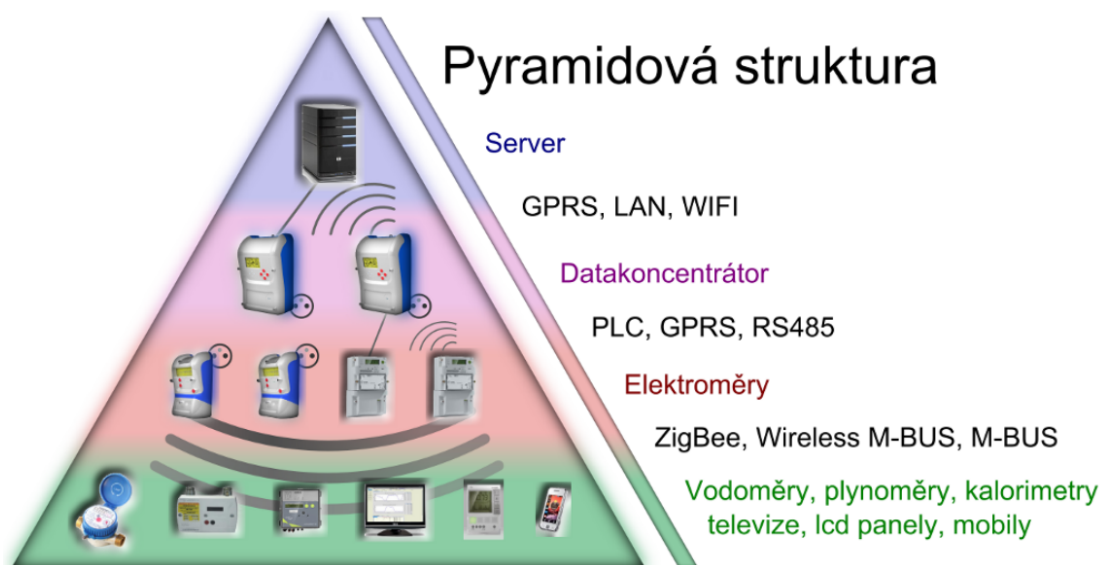 Pyramidová struktura
Server
GPRS, LAN, WIFI
Datakoncentrátor
PLC, GPRS, RS485
Elektroměry
ZigBee, Wireless M-BUS, M-BUS
Vodoměry, plynoměry, kalorimetry
televize, lcd panely, mobily